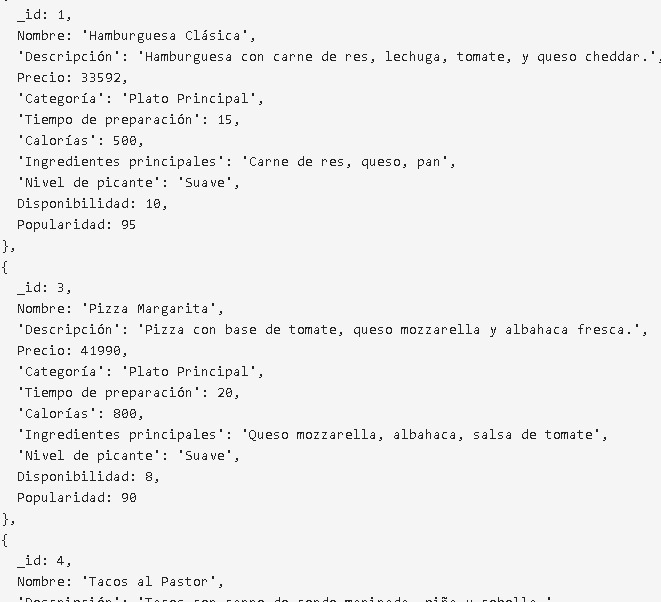 _id: 1,
Nombre: 'Hamburguesa Clásica',
'Descripción': 'Hamburguesa con carne de res, lechuga, tomate, y queso cheddar.',
Precio: 33592,
'Categoría': 'Plato Principal',
'Tiempo de preparación': 15,
'Calorías': 500,
'Ingredientes principales': 'Carne de res, queso, pan',
'Nivel de picante': 'Suave',
Disponibilidad: 10,
Popularidad: 95
},
{
_id: 3,
Nombre: 'Pizza Margarita',
'Descripción': 'Pizza con base de tomate, queso mozzarella y albahaca fresca.',
Precio: 41990,
'Categoría': 'Plato Principal',
'Tiempo de preparación': 20,
'Calorías': 800,
'Ingredientes principales': 'Queso mozzarella, albahaca, salsa de tomate',
'Nivel de picante': 'Suave',
Disponibilidad: 8,
Popularidad: 90
},
{
_id: 4,
Nombre: 'Tacos al Pastor',